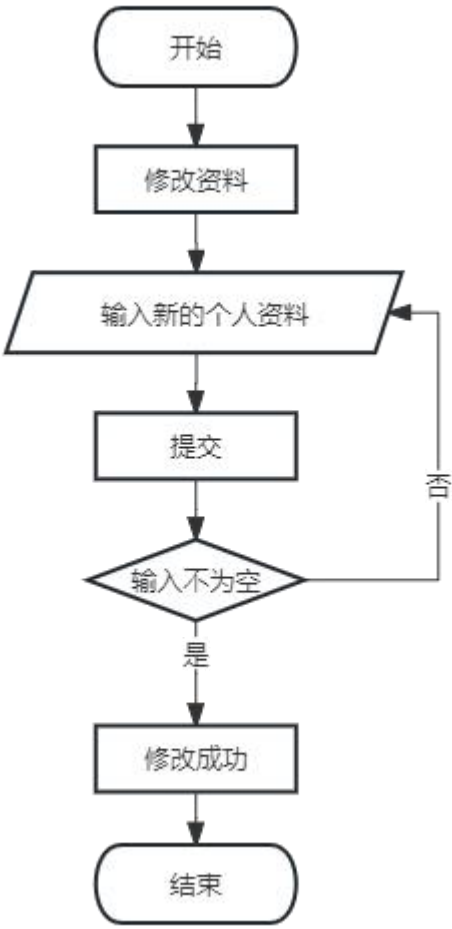 开始
修改资料
输入新的个人资料
提交
否
输入不为空
是
修改成功
结束